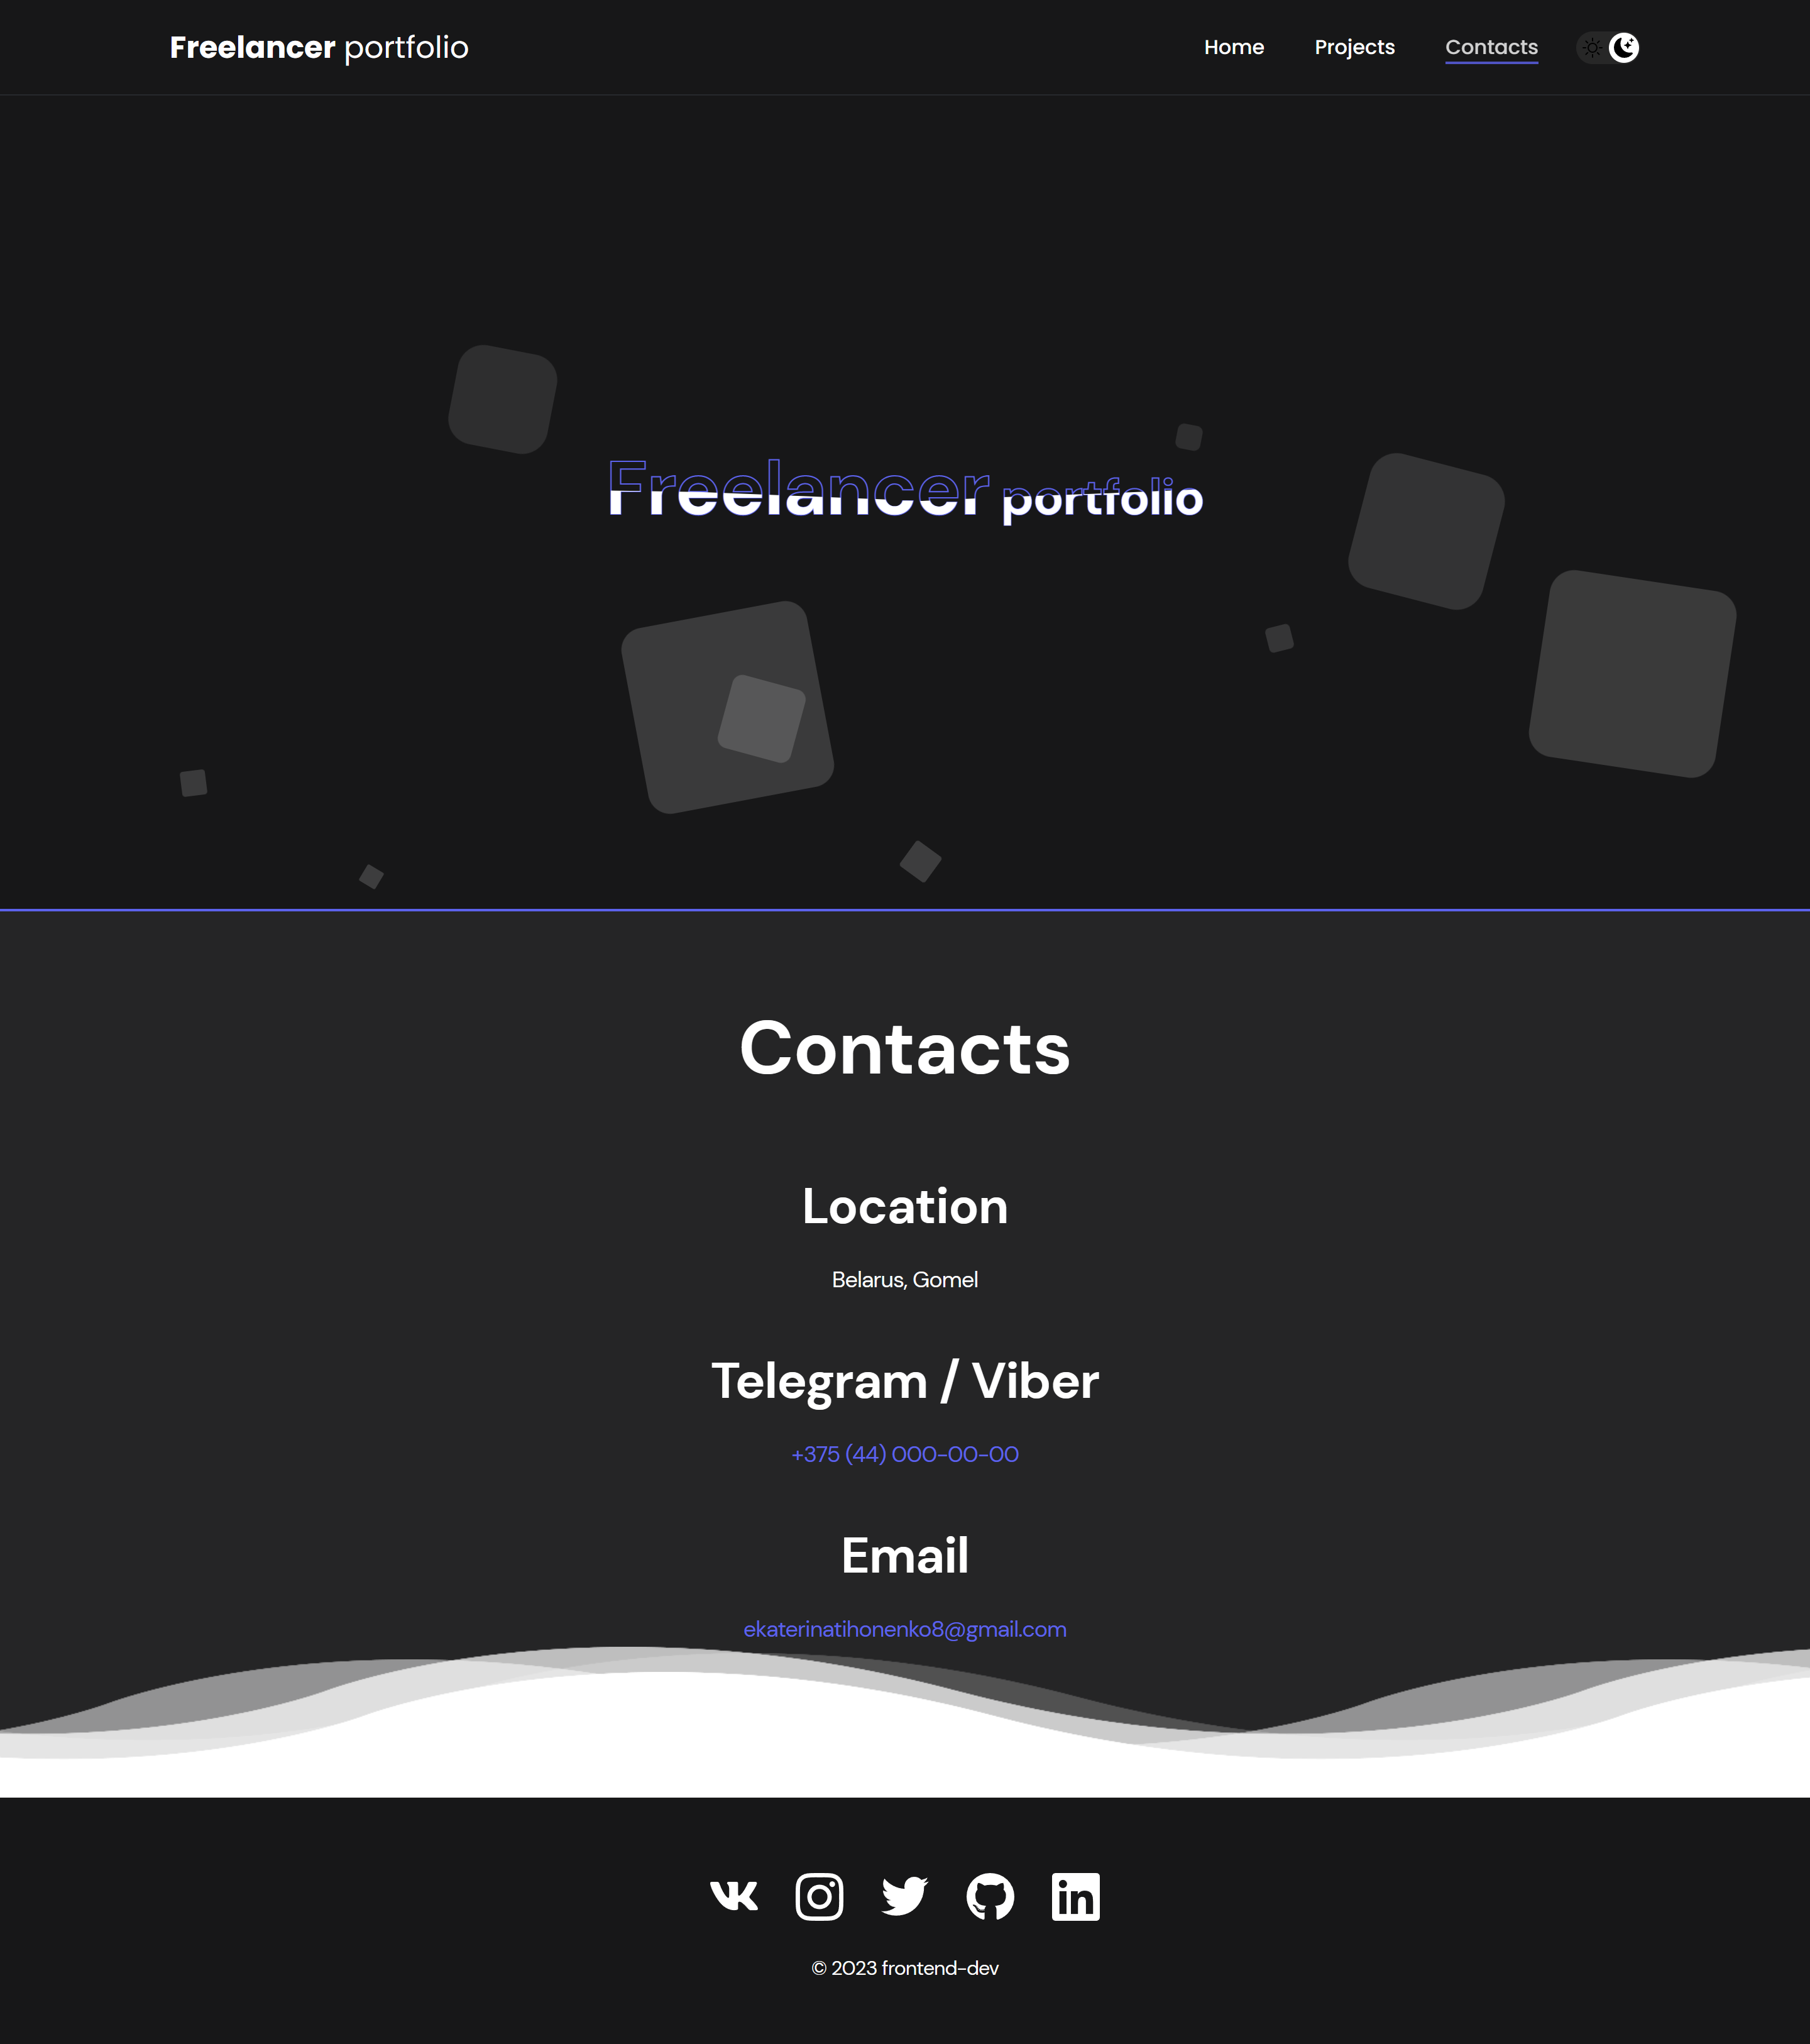 Freelancer portfolio
Home Projects Contacts
Freelancer portfolio
Contacts
Location
Belarus, Gomel
Telegram / Viber
+375 (44) 000-00-00
Email
ekaterinatihonenko8@gmail.com
© 2023 frontend-dev